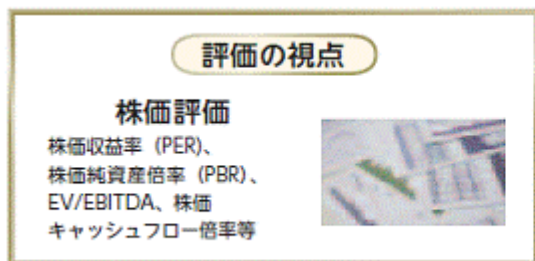 評価の視点
株価評価
株価収益率（PER)、
株価純資産倍率（PBR)、
EV/EBITDA、株価
キャッシュフロー倍率等